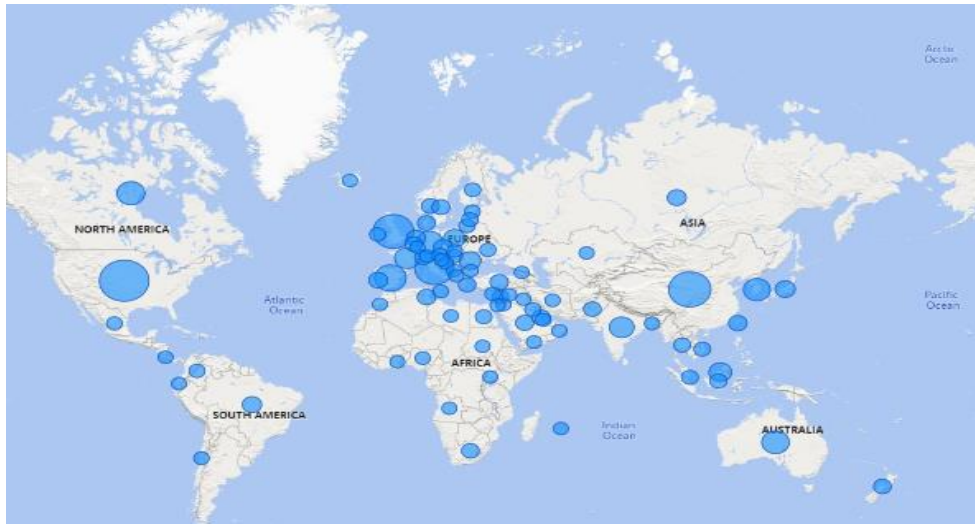 Arctic
Ocean
NORTH AMERICA
ASIA
EUROPE
Atlantic
Ocean
Pacific
Ocean
AFRICA
SOUTH AMERICA
Indian
Ocean
AUSTRALIA